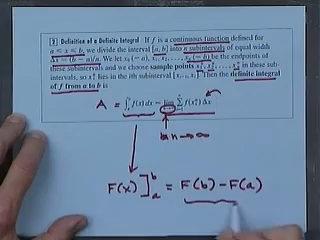 2 Definition of a Definite Integral If f is a continuous function defined for
a ≤ x ≤ b, we divide the interval [a, b] into n subintervals of equal width
Δx = (b − a)/n. We let x₀ (= a), x₁, x₂, ..., xₙ (= b) be the endpoints of
these subintervals and we choose sample points x₁*, x₂*, ..., xₙ* in these sub-
intervals, so xᵢ* lies in the ith subinterval [xᵢ₋₁, xᵢ]. Then the definite integral
of f from a to b is
A = ∫ₐᵇ f(x) dx = lim Σᵢ₌₁ⁿ f(xᵢ*) Δx
as n → ∞
F(x)]ₐᵇ = F(b) − F(a)